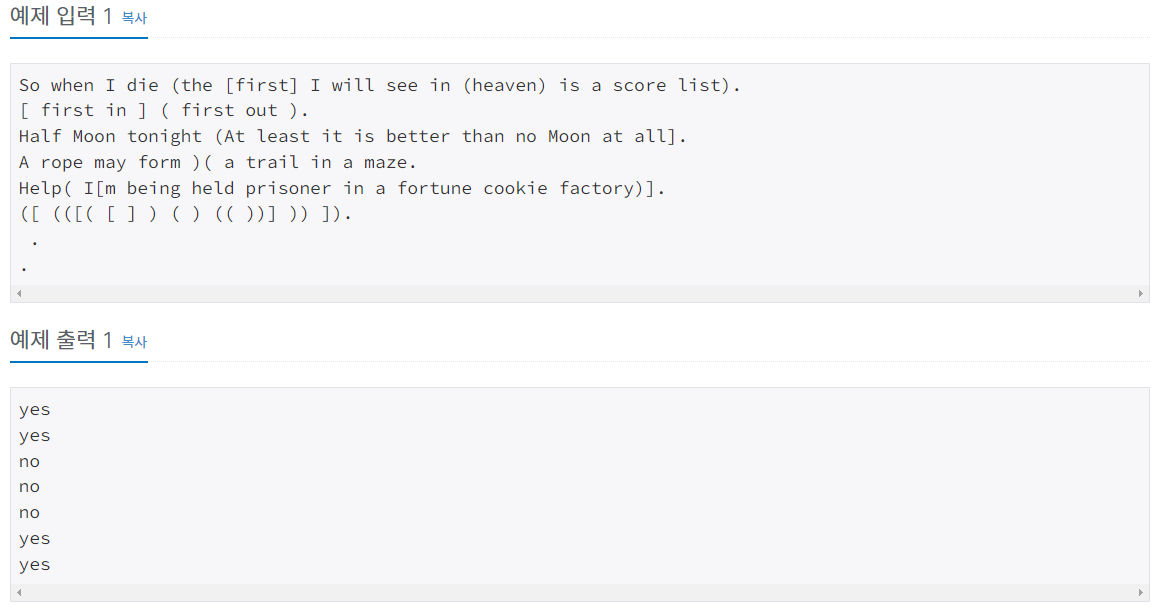 예제 입력 1 복사
So when I die (the [first] I will see in (heaven) is a score list).
[ first in ] ( first out ).
Half Moon tonight (At least it is better than no Moon at all].
A rope may form )( a trail in a maze.
Help( I[m being held prisoner in a fortune cookie factory)].
([ (([( [ ] ) ( ) (( ))] )) ]).
 .
.
예제 출력 1 복사
yes
yes
no
no
no
yes
yes